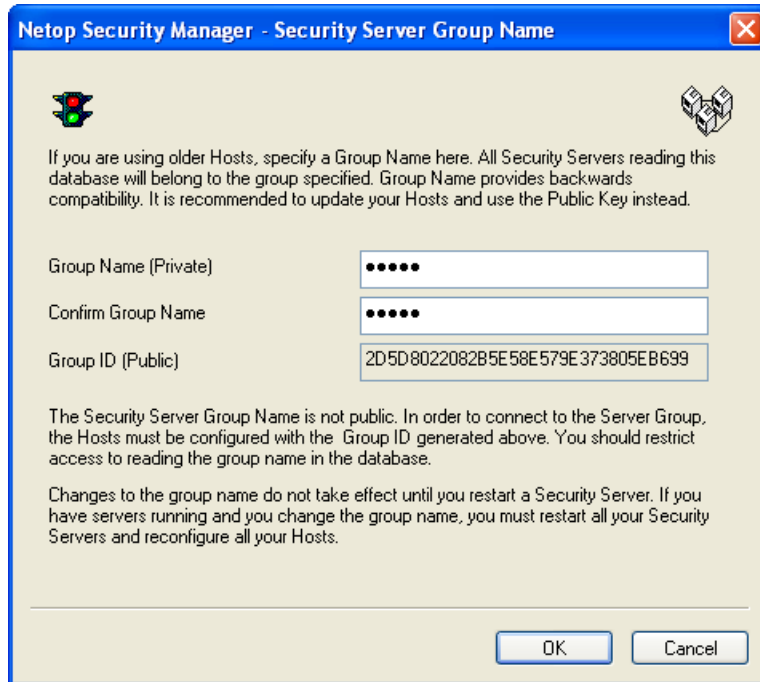 Netop Security Manager - Security Server Group Name
If you are using older Hosts, specify a Group Name here. All Security Servers reading this
database will belong to the group specified. Group Name provides backwards
compatibility. It is recommended to update your Hosts and use the Public Key instead.
Group Name (Private)
●●●●●
Confirm Group Name
●●●●●
Group ID (Public)
2D5D8022082B5E58E579E373805EB699
The Security Server Group Name is not public. In order to connect to the Server Group,
the Hosts must be configured with the  Group ID generated above. You should restrict
access to reading the group name in the database.
Changes to the group name do not take effect until you restart a Security Server. If you
have servers running and you change the group name, you must restart all your Security
Servers and reconfigure all your Hosts.
OK
Cancel